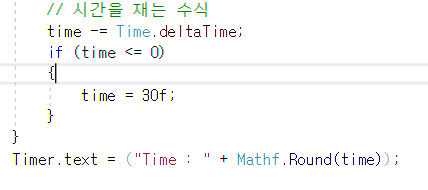 // 시간을 재는 수식
time -= Time.deltaTime;
if (time <= 0)
{
time = 30f;
}
}
Timer.text = ("Time : " + Mathf.Round(time));